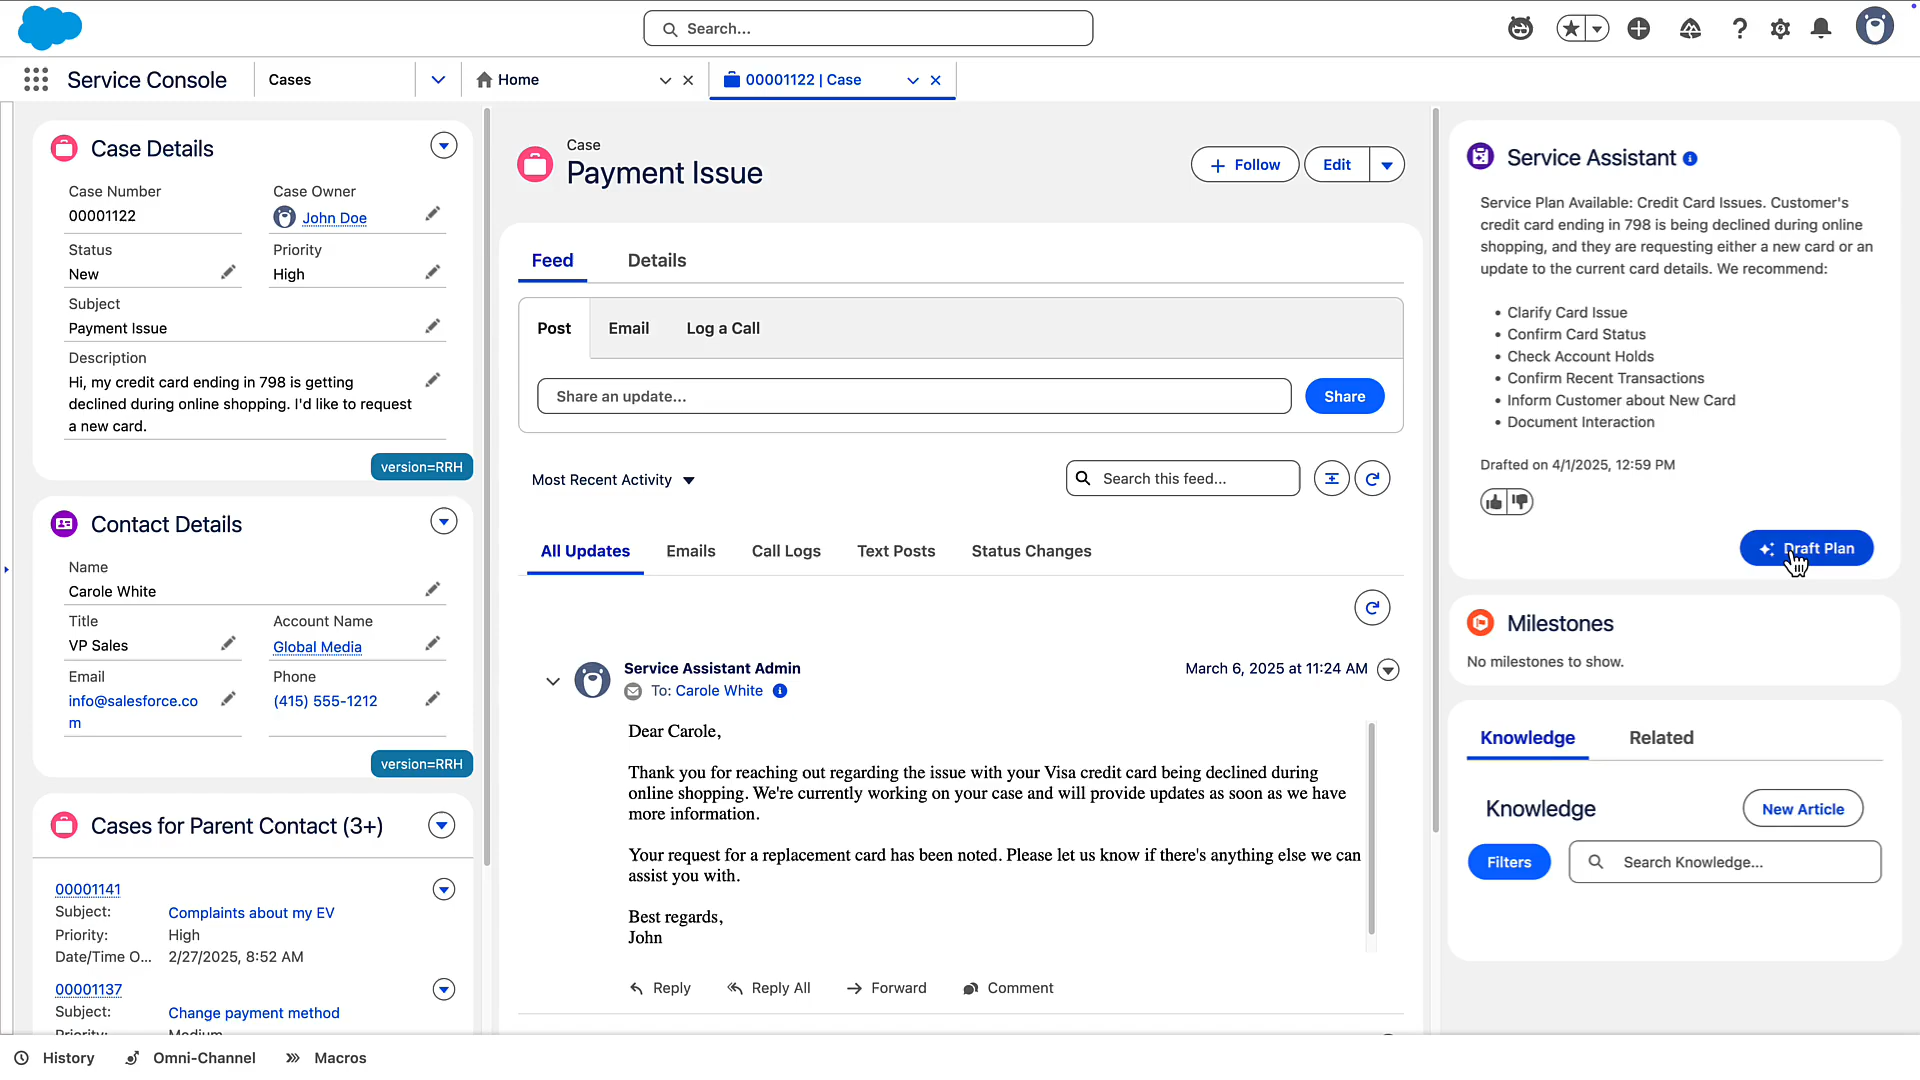 Search...
Service Console
Cases
Home
00001122 | Case
Case Details
Case Number
00001122
Case Owner
John Doe
Status
New
Priority
High
Subject
Payment Issue
Description
Hi, my credit card ending in 798 is getting
declined during online shopping. I'd like to request
a new card.
version=RRH
Contact Details
Name
Carole White
Title
VP Sales
Account Name
Global Media
Email
info@salesforce.co
m
Phone
(415) 555-1212
version=RRH
Cases for Parent Contact (3+)
00001141
Subject: Complaints about my EV
Priority: High
Date/Time O... 2/27/2025, 8:52 AM
00001137
Subject: Change payment method
Priority: Medium
Case
Payment Issue
Follow
Edit
Feed
Details
Post
Email
Log a Call
Share an update...
Share
Most Recent Activity
Search this feed...
All Updates
Emails
Call Logs
Text Posts
Status Changes
Service Assistant Admin
March 6, 2025 at 11:24 AM
To: Carole White
Dear Carole,
Thank you for reaching out regarding the issue with your Visa credit card being declined during
online shopping. We're currently working on your case and will provide updates as soon as we have
more information.
Your request for a replacement card has been noted. Please let us know if there's anything else we can
assist you with.
Best regards,
John
Reply
Reply All
Forward
Comment
Service Assistant
Service Plan Available: Credit Card Issues. Customer's
credit card ending in 798 is being declined during online
shopping, and they are requesting either a new card or an
update to the current card details. We recommend:
• Clarify Card Issue
• Confirm Card Status
• Check Account Holds
• Confirm Recent Transactions
• Inform Customer about New Card
• Document Interaction
Drafted on 4/1/2025, 12:59 PM
Draft Plan
Milestones
No milestones to show.
Knowledge
Related
Knowledge
New Article
Filters
Search Knowledge...
History
Omni-Channel
Macros